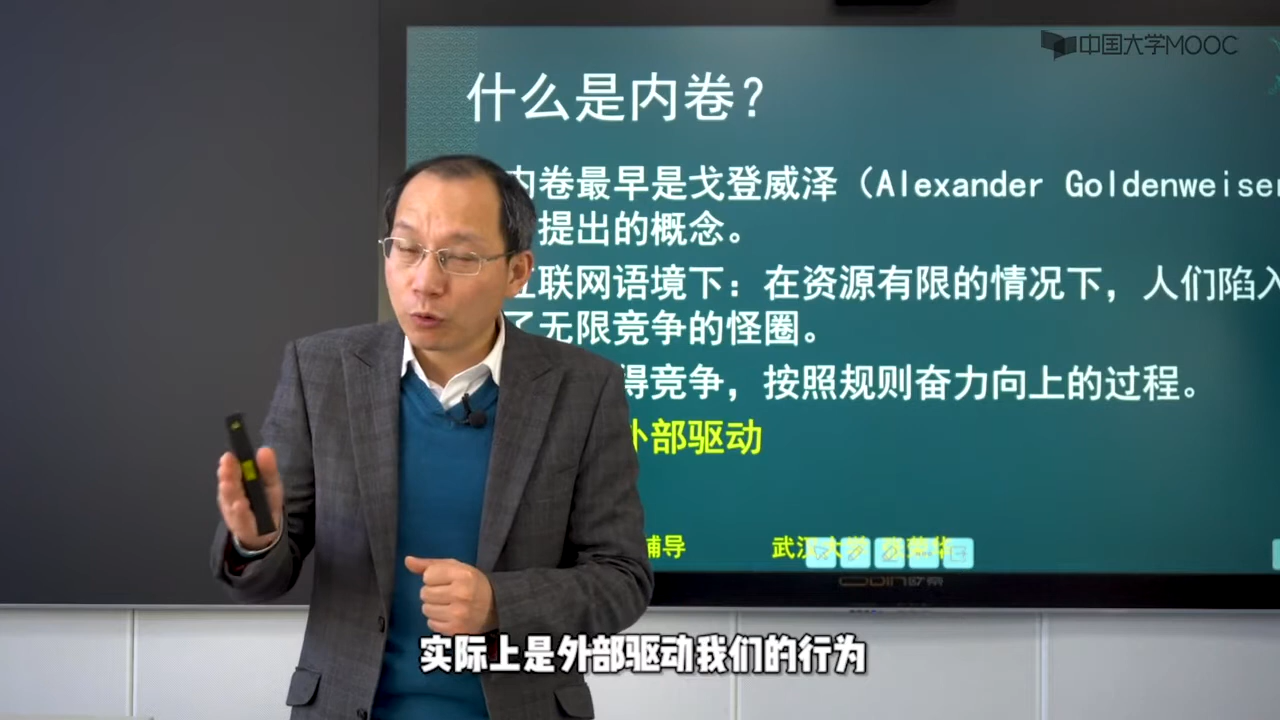 中国大学MOOC
什么是内卷？
内卷最早是戈登威泽（Alexander Goldenweiser
提出的概念。
互联网语境下：在资源有限的情况下，人们陷入
了无限竞争的怪圈。
得竞争，按照规则奋力向上的过程。
外部驱动
辅导
武汉大学
实际上是外部驱动我们的行为